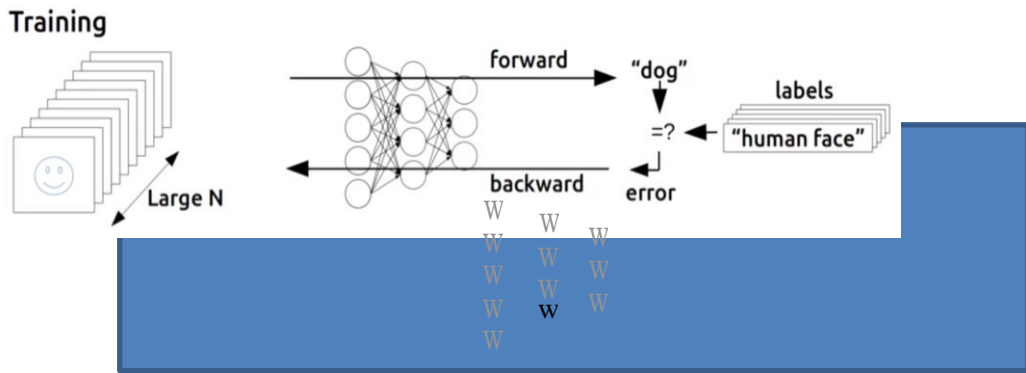 Training
forward
"dog"
labels
=?
"human face"
Large N
backward
error
W
W
W
W
W
W
W
W
W
W
W
W
w